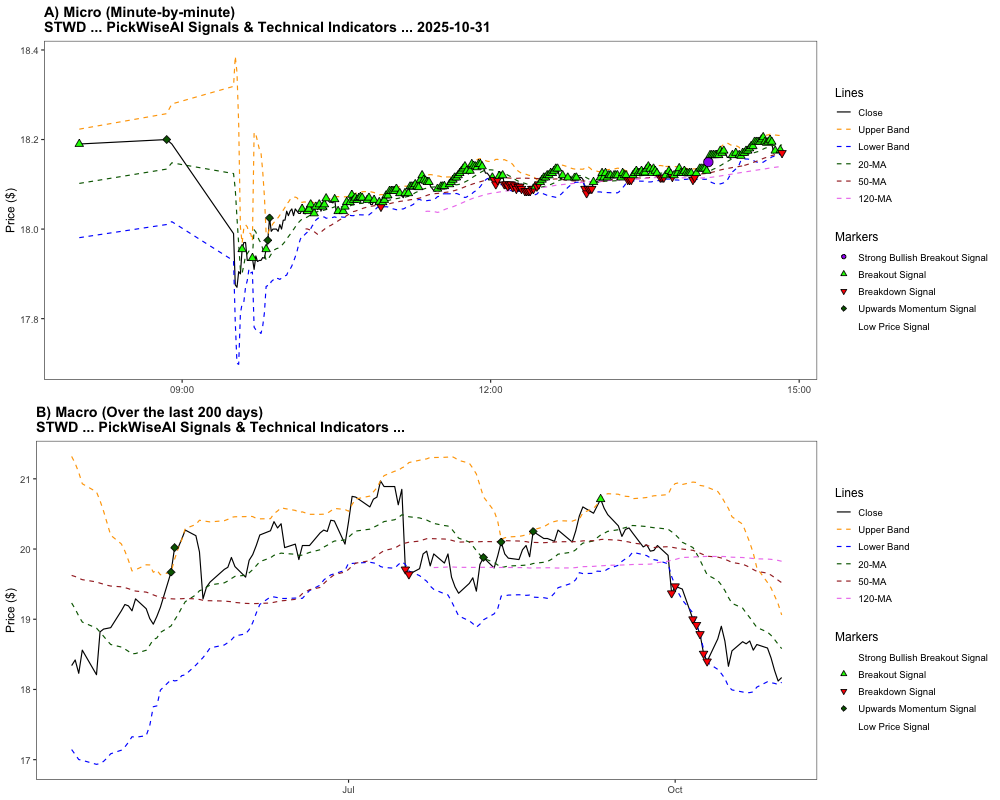 A) Micro (Minute-by-minute)
STWD ... PickWiseAI Signals & Technical Indicators ... 2025-10-31
Price ($)
18.4
18.2
18.0
17.8
09:00
12:00
15:00
Lines
Close
Upper Band
Lower Band
20-MA
50-MA
120-MA
Markers
Strong Bullish Breakout Signal
Breakout Signal
Breakdown Signal
Upwards Momentum Signal
Low Price Signal
B) Macro (Over the last 200 days)
STWD ... PickWiseAI Signals & Technical Indicators ...
Price ($)
21
20
19
18
17
Jul
Oct
Lines
Close
Upper Band
Lower Band
20-MA
50-MA
120-MA
Markers
Strong Bullish Breakout Signal
Breakout Signal
Breakdown Signal
Upwards Momentum Signal
Low Price Signal